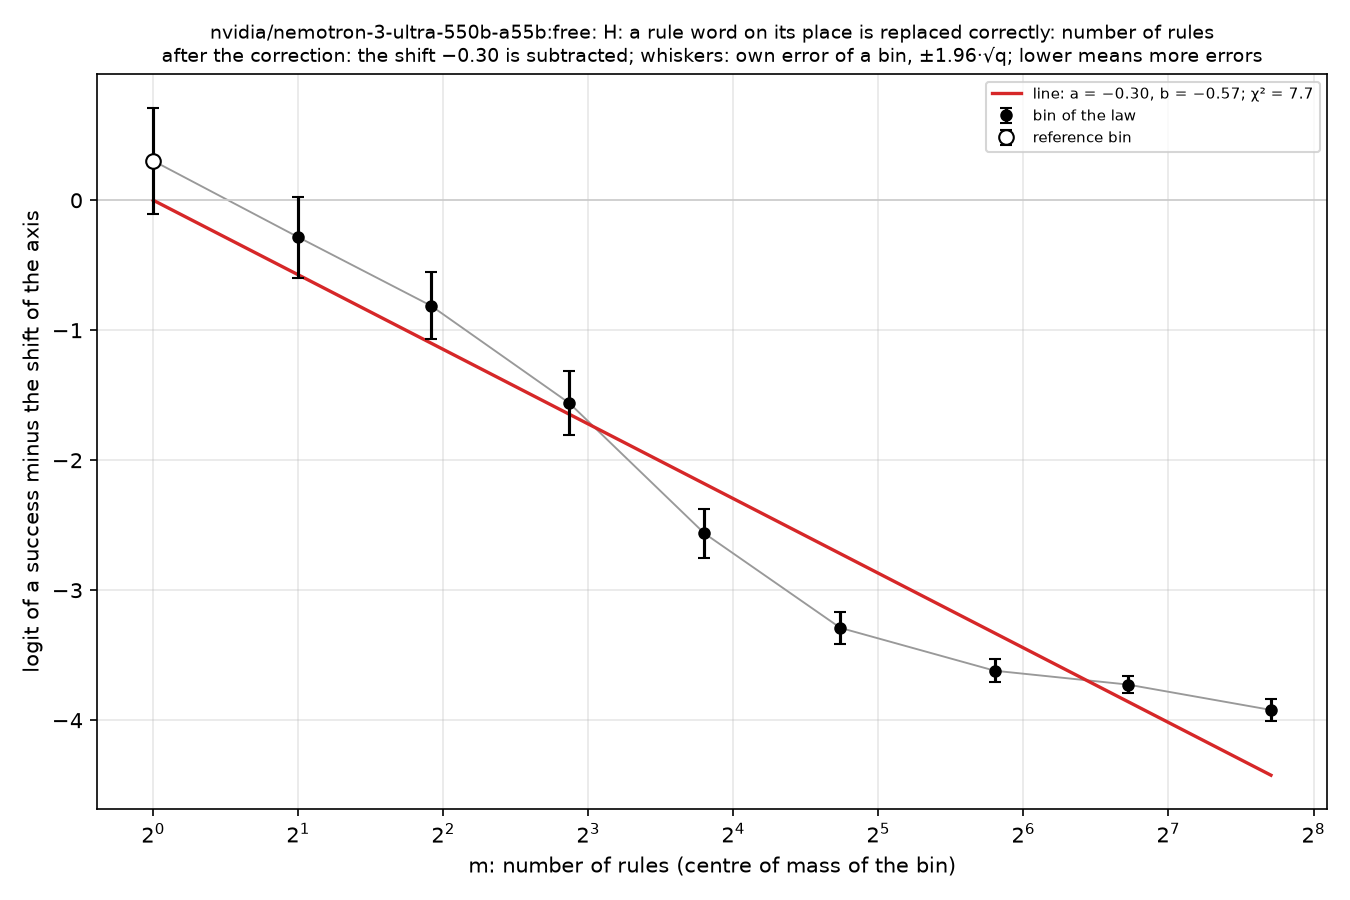 nvidia/nemotron-3-ultra-550b-a55b:free: H: a rule word on its place is replaced correctly: number of rules
after the correction: the shift −0.30 is subtracted; whiskers: own error of a bin, ±1.96·√q; lower means more errors
line: a = −0.30, b = −0.57; χ² = 7.7
bin of the law
reference bin
logit of a success minus the shift of the axis
0
−1
−2
−3
−4
2⁰ 2¹ 2² 2³ 2⁴ 2⁵ 2⁶ 2⁷ 2⁸
m: number of rules (centre of mass of the bin)